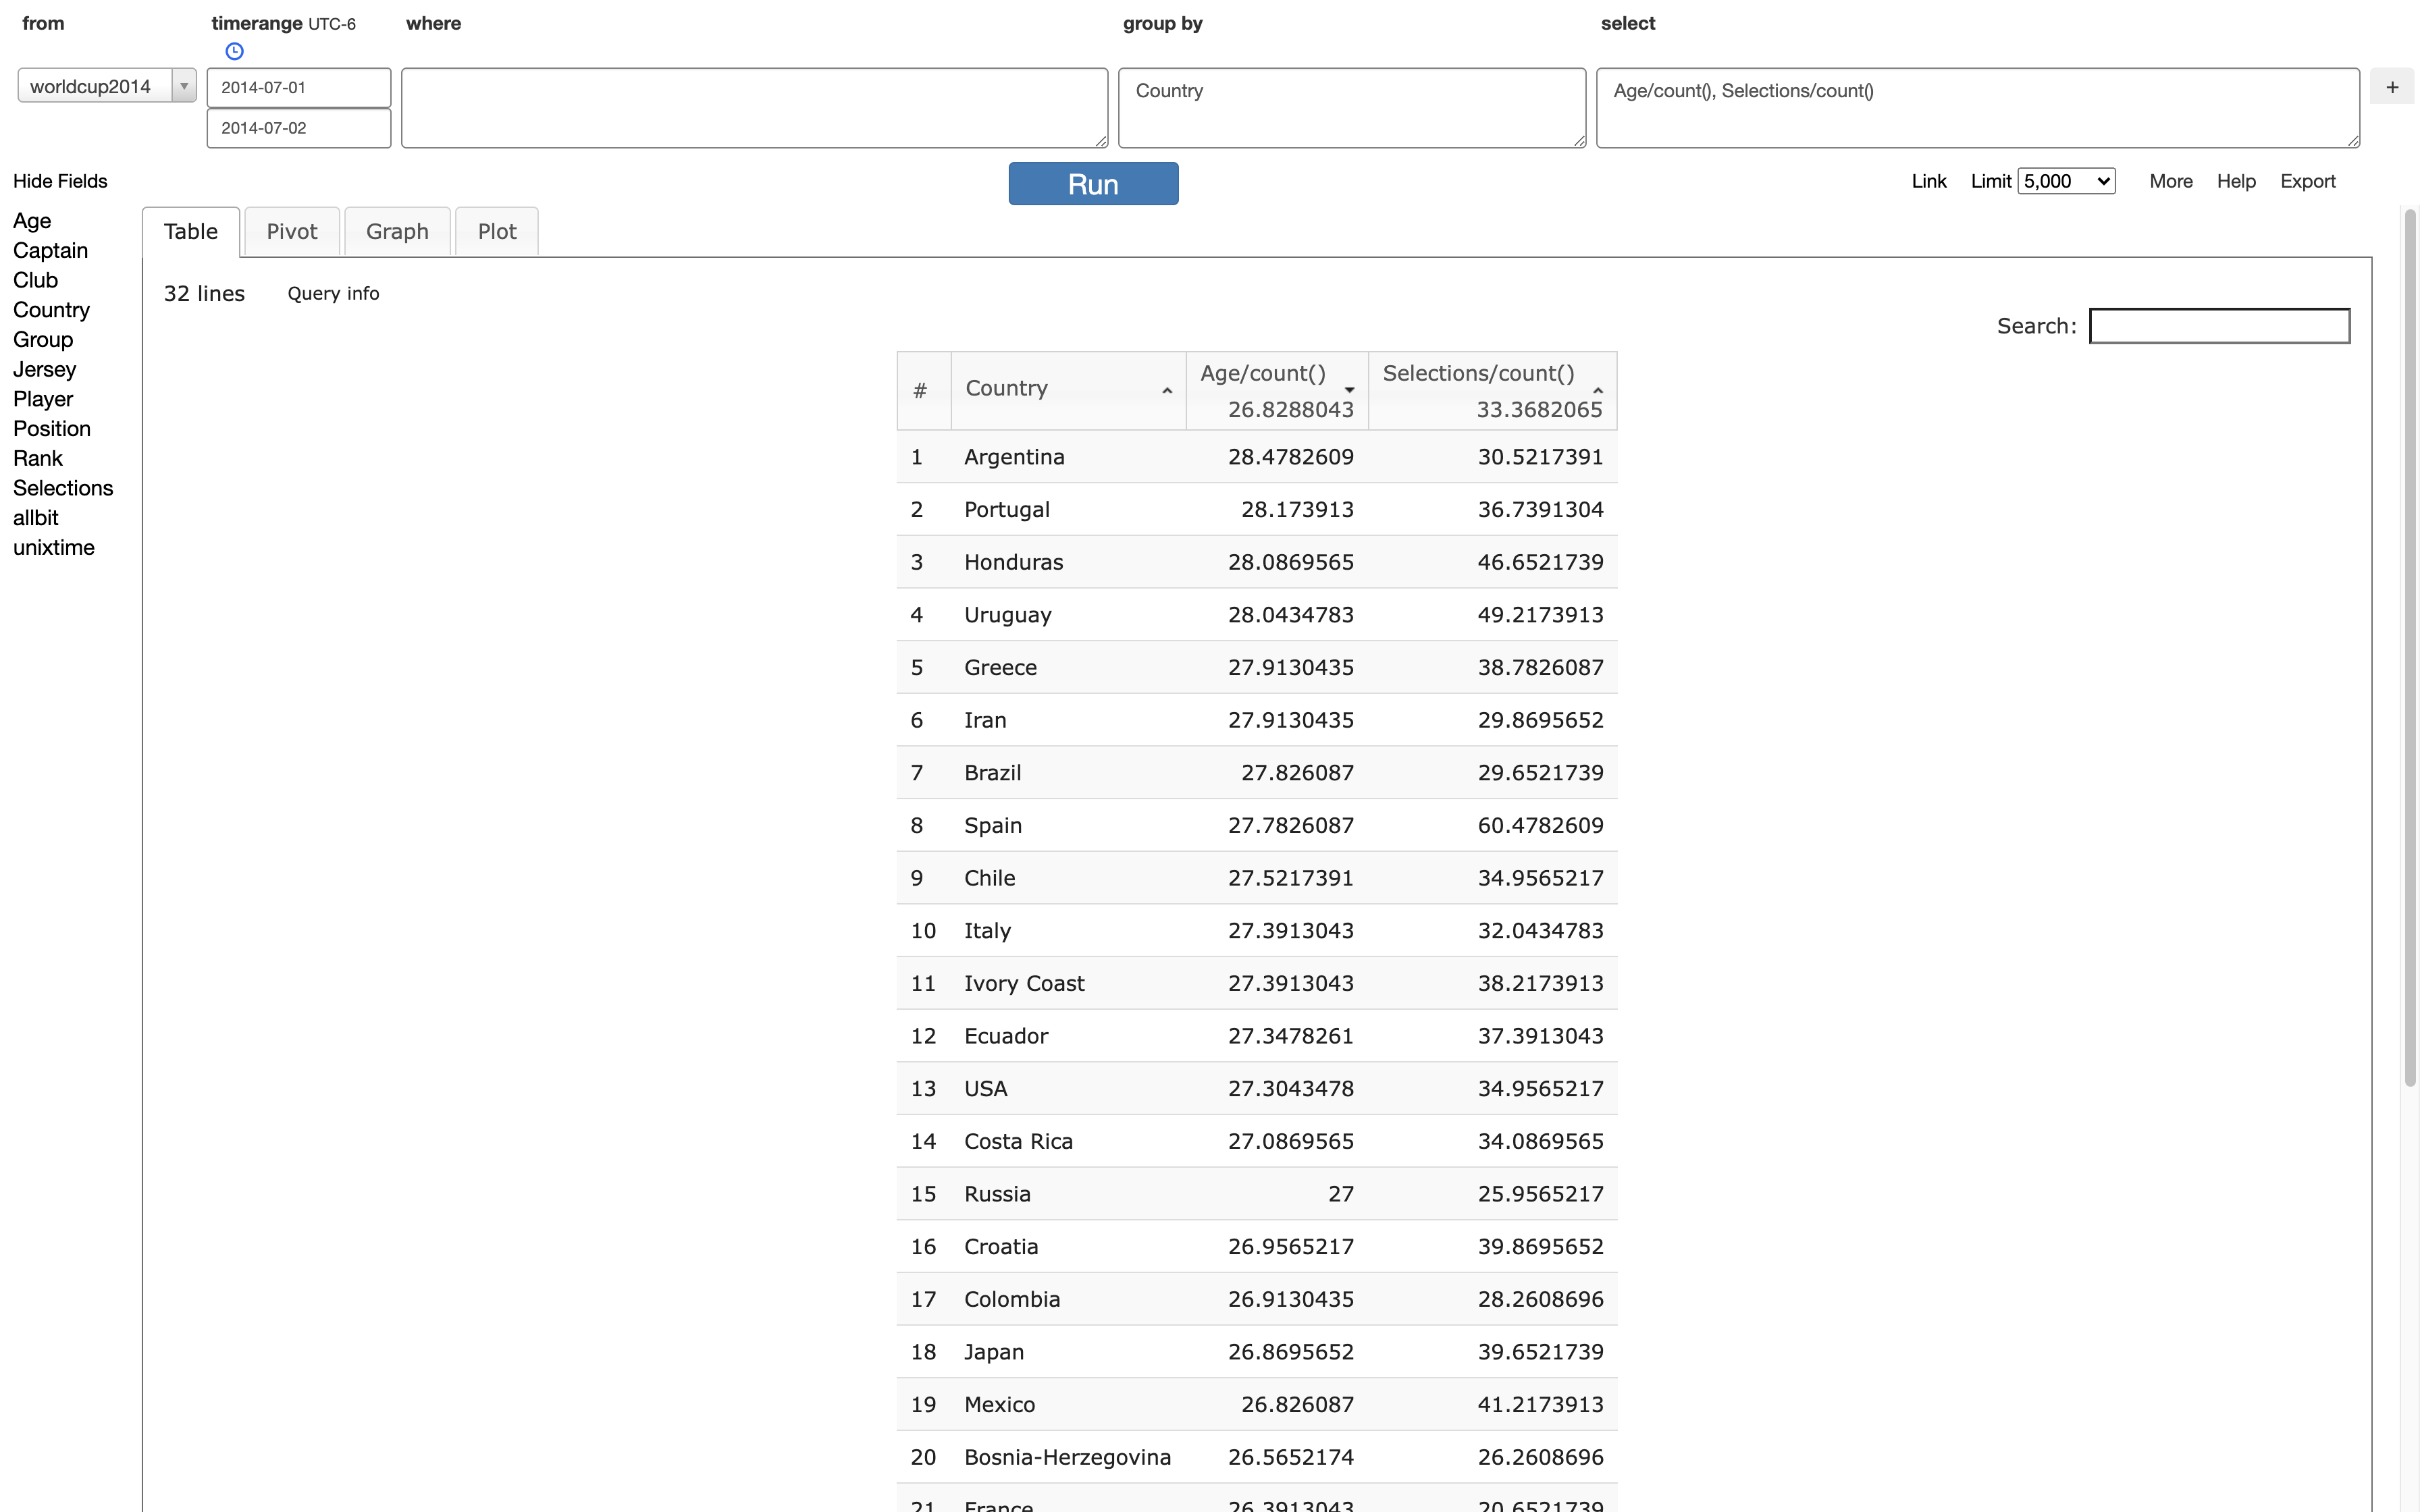 from timerange UTC-6 where group by select
worldcup2014 2014-07-01 Country Age/count(), Selections/count() +
2014-07-02
Hide Fields Run Link Limit 5,000 More Help Export
Age
Captain
Club
Country
Group
Jersey
Player
Position
Rank
Selections
allbit
unixtime
Table Pivot Graph Plot
32 lines Query info
Search:
# Country Age/count() Selections/count()
26.8288043 33.3682065
1 Argentina 28.4782609 30.5217391
2 Portugal 28.173913 36.7391304
3 Honduras 28.0869565 46.6521739
4 Uruguay 28.0434783 49.2173913
5 Greece 27.9130435 38.7826087
6 Iran 27.9130435 29.8695652
7 Brazil 27.826087 29.6521739
8 Spain 27.7826087 60.4782609
9 Chile 27.5217391 34.9565217
10 Italy 27.3913043 32.0434783
11 Ivory Coast 27.3913043 38.2173913
12 Ecuador 27.3478261 37.3913043
13 USA 27.3043478 34.9565217
14 Costa Rica 27.0869565 34.0869565
15 Russia 27 25.9565217
16 Croatia 26.9565217 39.8695652
17 Colombia 26.9130435 28.2608696
18 Japan 26.8695652 39.6521739
19 Mexico 26.826087 41.2173913
20 Bosnia-Herzegovina 26.5652174 26.2608696
21 France 26.3913043 20.6521739